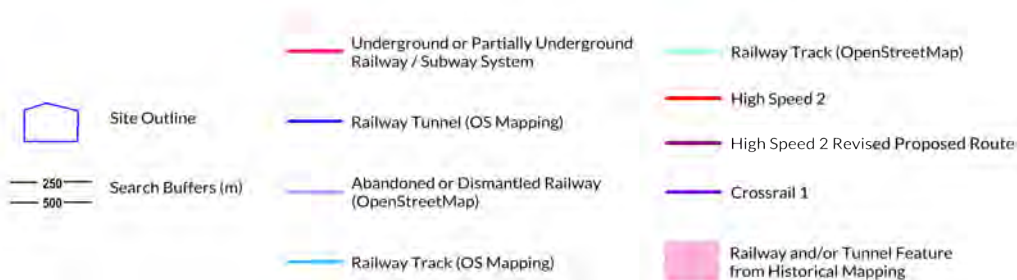 Site Outline
250
500
Search Buffers (m)
Underground or Partially Underground
Railway / Subway System
Railway Tunnel (OS Mapping)
Abandoned or Dismantled Railway
(OpenStreetMap)
Railway Track (OS Mapping)
Railway Track (OpenStreetMap)
High Speed 2
High Speed 2 Revised Proposed Route
Crossrail 1
Railway and/or Tunnel Feature
from Historical Mapping